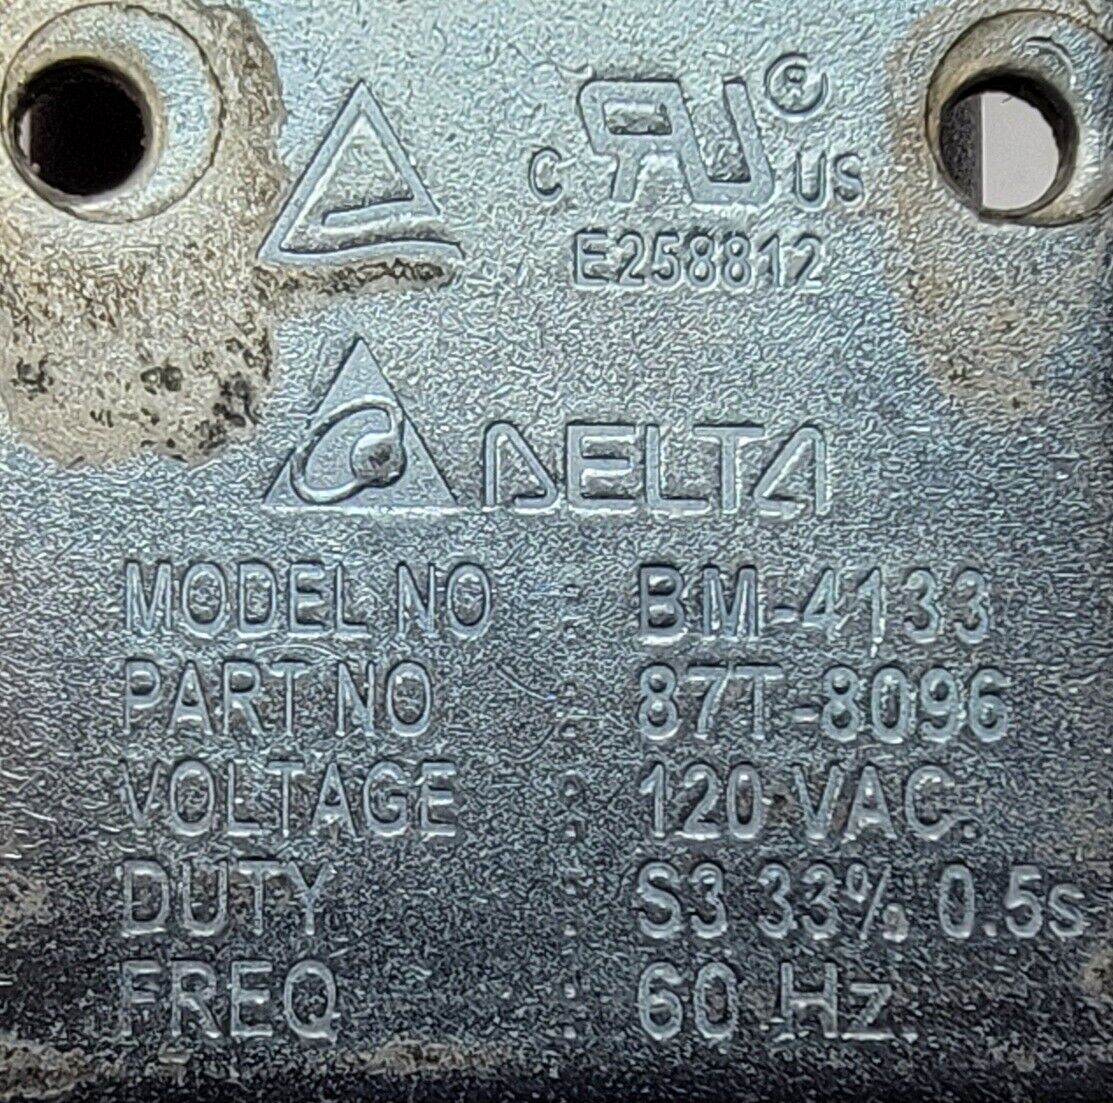 ®
c RU US
E258812
DELTA
MODEL NO : BM-4133
PART NO : 87T-8096
VOLTAGE : 120 VAC.
DUTY : S3 33%, 0.5s
FREQ : 60 Hz.